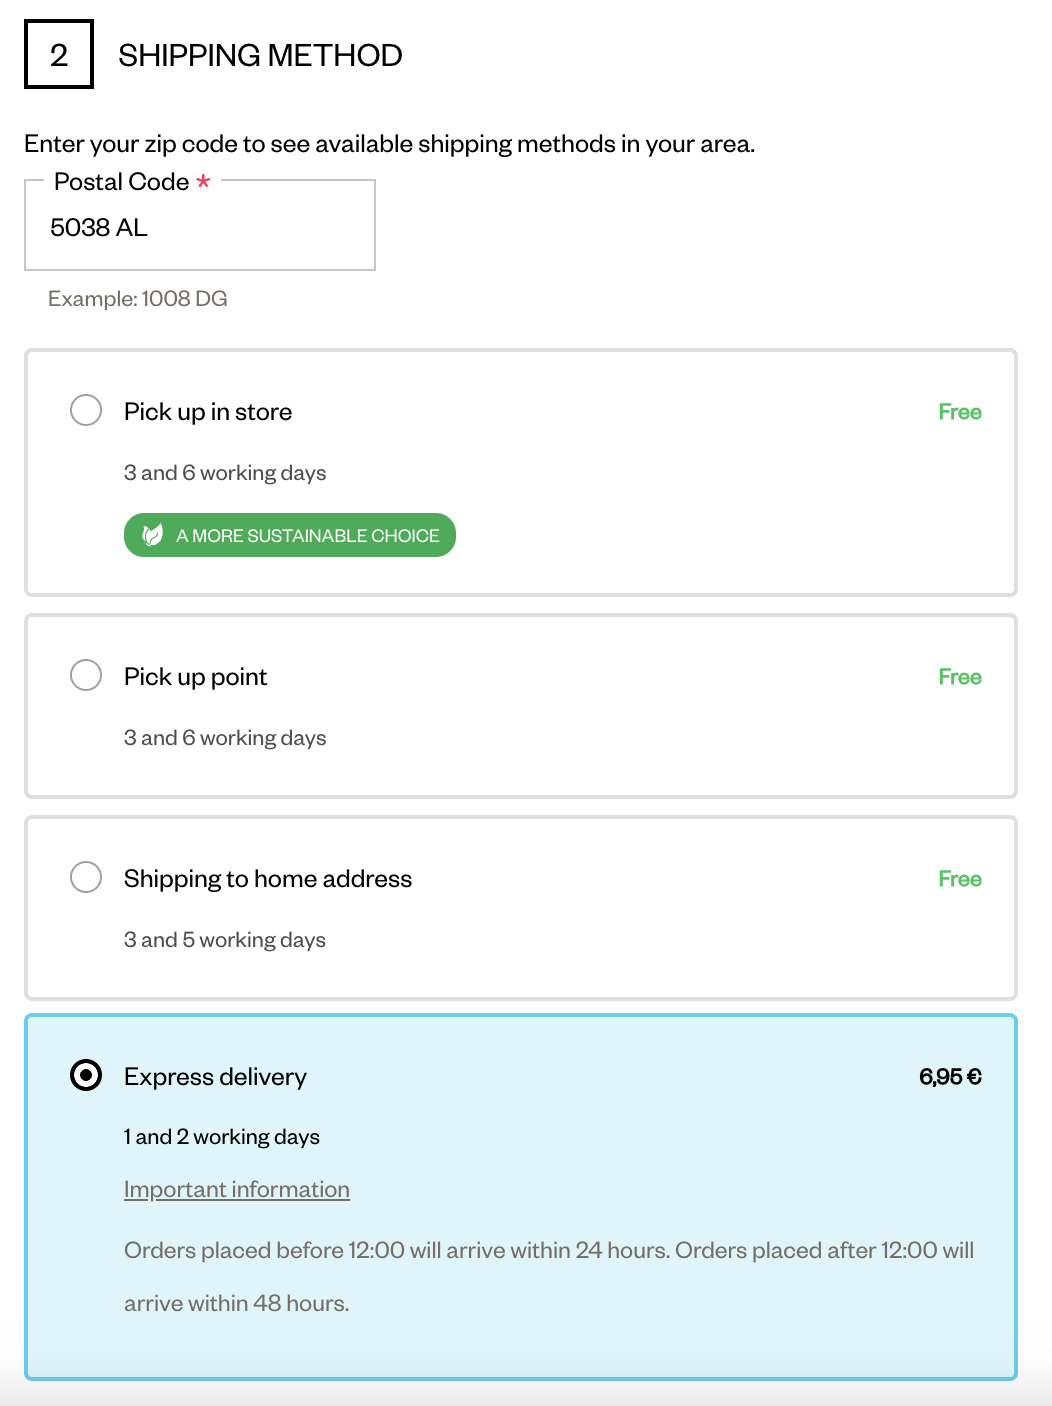 2 SHIPPING METHOD
Enter your zip code to see available shipping methods in your area.
Postal Code *
5038 AL
Example: 1008 DG
Pick up in store Free
3 and 6 working days
A MORE SUSTAINABLE CHOICE
Pick up point Free
3 and 6 working days
Shipping to home address Free
3 and 5 working days
Express delivery 6,95 €
1 and 2 working days
Important information
Orders placed before 12:00 will arrive within 24 hours. Orders placed after 12:00 will
arrive within 48 hours.